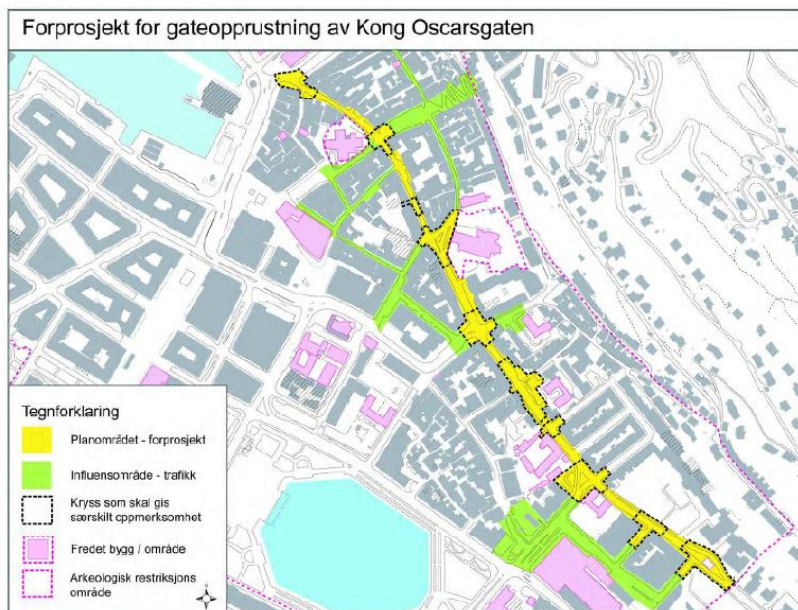 Forprosjekt for gateopprustning av Kong Oscarsgaten
Tegnforklaring
Planområdet - forprosjekt
Influensområde - trafikk
Kryss som skal gis
særskilt oppmerksomhet
Fredet bygg / område
Arkeologisk restriksjons
område